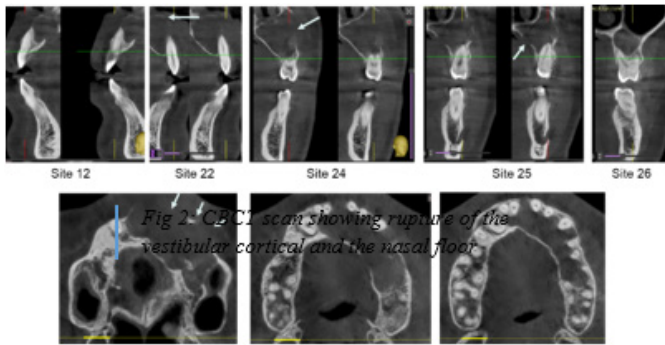 Site 12
Site 22
Site 24
Site 25
Site 26
Fig 2: CBCT scan showing rupture of the
vestibular cortical and the nasal floor